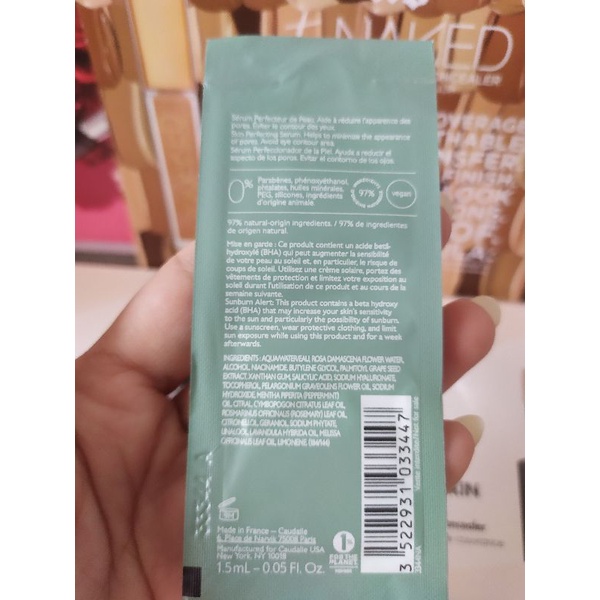 NAKED
Sérum Perfecteur de Peau. Aide à réduire l'apparence des
pores. Éviter le contour des yeux.
Skin Perfecting Serum. Helps to minimize the appearance
of pores. Avoid eye contour area.
Sérum Perfeccionador de la Piel. Ayuda a reducir el
aspecto de los poros. Evitar el contorno de los ojos.
0%
Parabènes, phénoxyéthanol,
phtalates, huiles minérales,
PEG, silicones, ingrédients
d'origine animale.
97%
vegan
97% natural-origin ingredients. / 97% de ingredientes
de origen natural.
Mise en garde : Ce produit contient un acide bêta-
hydroxylé (BHA) qui peut augmenter la sensibilité
de votre peau au soleil et, en particulier, le risque de
coups de soleil. Utilisez une crème solaire, portez des
vêtements de protection et limitez votre exposition au
soleil durant l'utilisation de ce produit et au cours de la
semaine suivante.
Sunburn Alert: This product contains a beta hydroxy
acid (BHA) that may increase your skin's sensitivity
to the sun and particularly the possibility of sunburn.
Use a sunscreen, wear protective clothing, and limit
sun exposure while using this product and for a week
afterwards.
INGREDIENTS: AQUA/WATER/EAU, ROSA DAMASCENA FLOWER WATER,
ALCOHOL, NIACINAMIDE, BUTYLENE GLYCOL, PALMITOYL GRAPE SEED
EXTRACT, XANTHAN GUM, SALICYLIC ACID, SODIUM HYALURONATE,
TOCOPHEROL, PELARGONIUM GRAVEOLENS FLOWER OIL, SODIUM
HYDROXIDE, MENTHA PIPERITA (PEPPERMINT)
OIL, CITRAL, CYMBOPOGON CITRATUS LEAF OIL,
ROSMARINUS OFFICINALIS (ROSEMARY) LEAF OIL,
CITRONELLOL, GERANIOL, SODIUM PHYTATE,
LINALOOL, LAVANDULA HYBRIDA OIL, MELISSA
OFFICINALIS LEAF OIL, LIMONENE.
3 522931 033447
Made in France – Caudalie
6, Place de Narvik 75008 Paris
Manufactured for Caudalie USA
New York, NY 10018
1.5mL – 0.05 Fl. Oz.
1%
FOR THE
PLANET